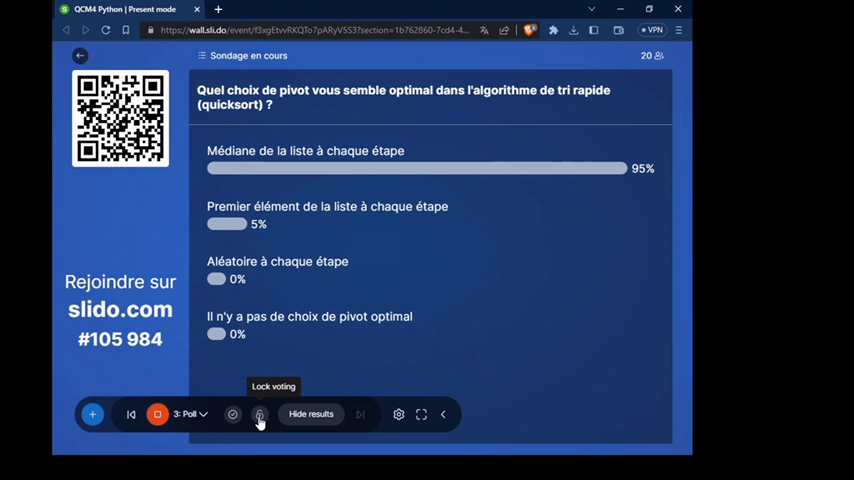 QCM4 Python | Present mode
https://wall.sli.do/event/f3xgEtvvRKQTo7pARyV5S3?section=1b762860-7cd4-4...
VPN
Sondage en cours
20
Quel choix de pivot vous semble optimal dans l'algorithme de tri rapide
(quicksort) ?
Médiane de la liste à chaque étape
95%
Premier élément de la liste à chaque étape
5%
Aléatoire à chaque étape
0%
Il n'y a pas de choix de pivot optimal
0%
Rejoindre sur
slido.com
#105 984
Lock voting
3: Poll
Hide results